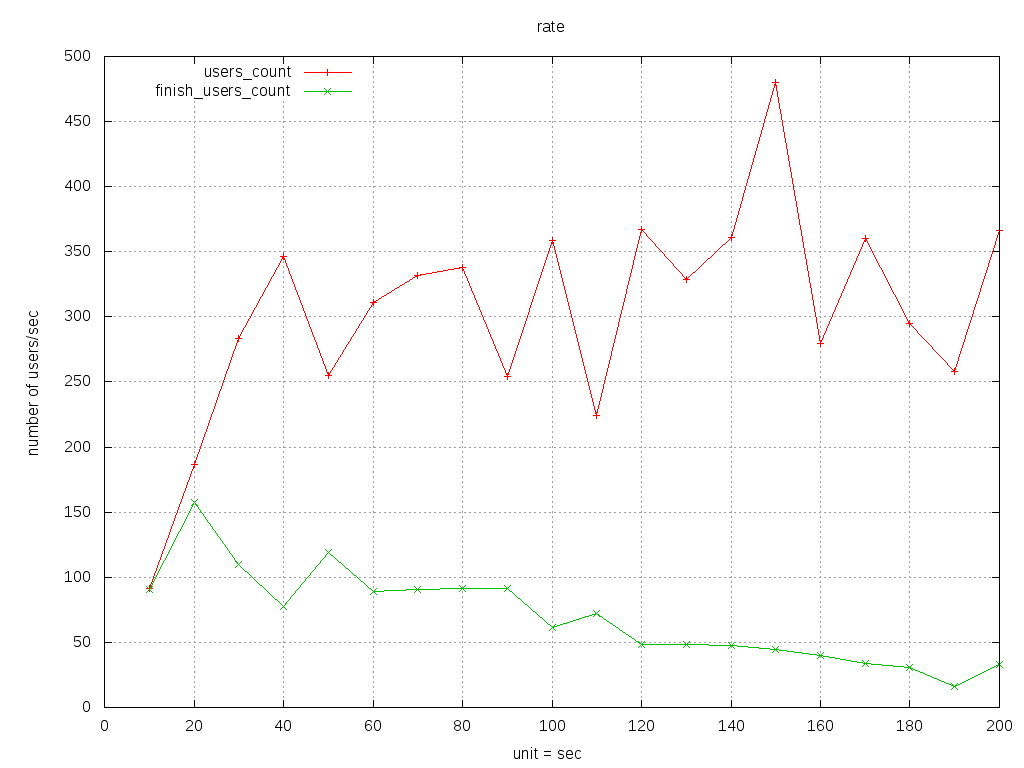 rate
users_count
finish_users_count
500
450
400
350
300
250
200
150
100
50
0
number of users/sec
0 20 40 60 80 100 120 140 160 180 200
unit = sec